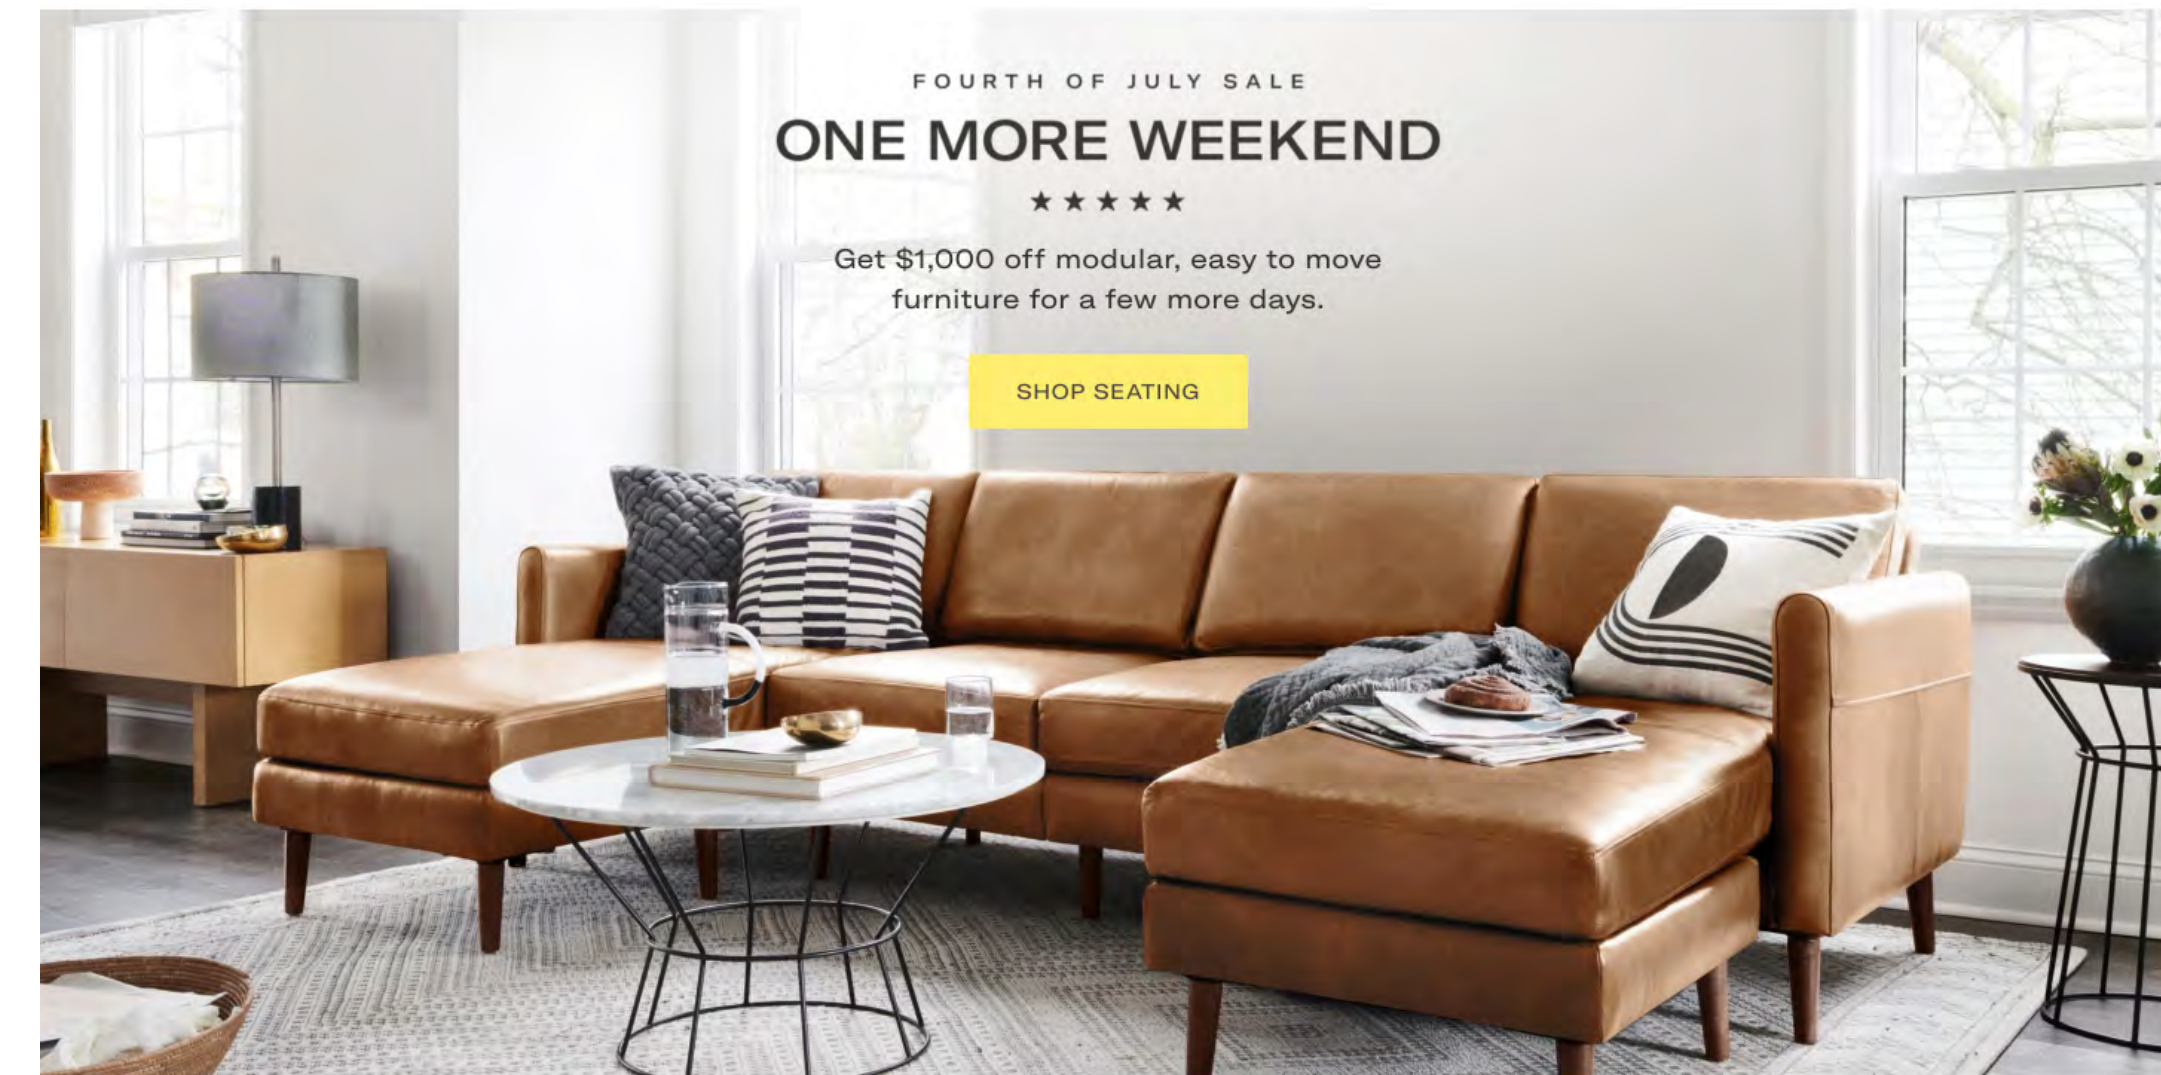 FOURTH OF JULY SALE
ONE MORE WEEKEND
★★★★★
Get $1,000 off modular, easy to move
furniture for a few more days.
SHOP SEATING